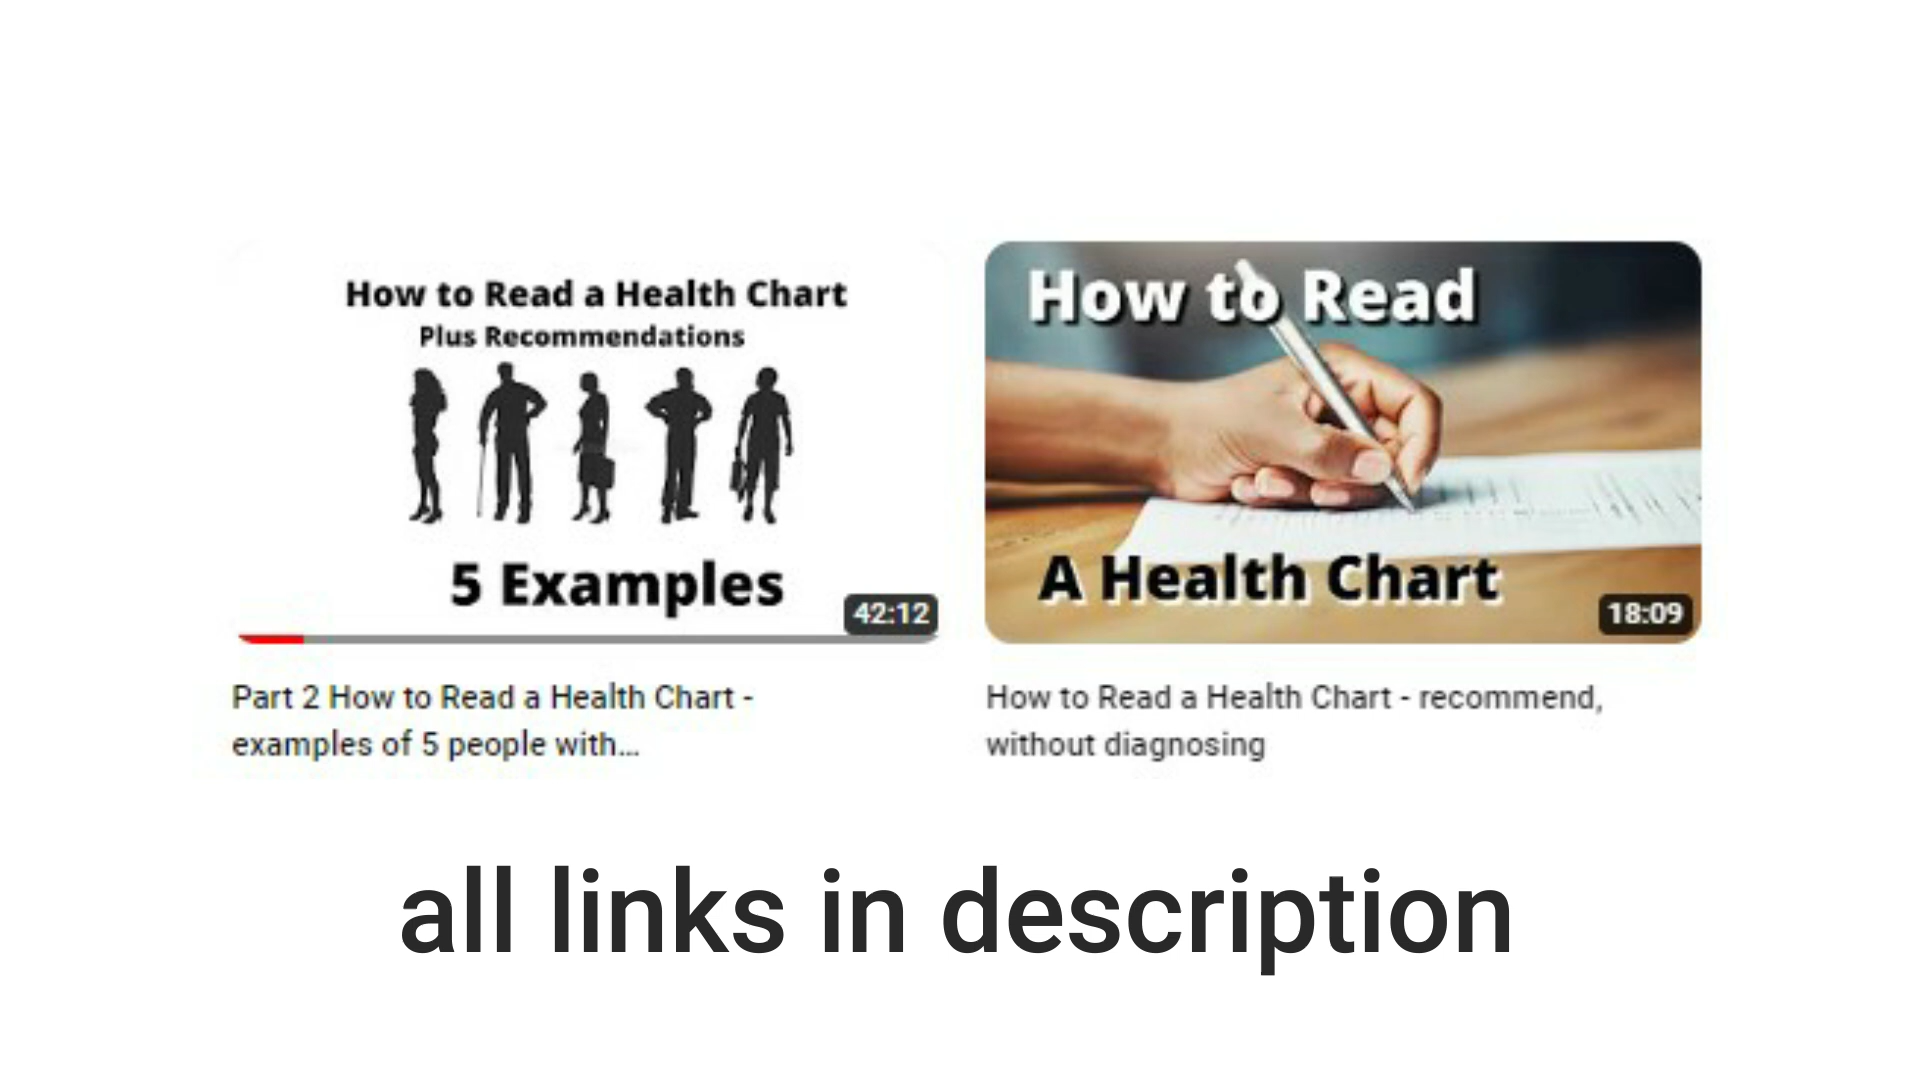 How to Read a Health Chart
Plus Recommendations
5 Examples
42:12
Part 2 How to Read a Health Chart -
examples of 5 people with...
How to Read
A Health Chart
18:09
How to Read a Health Chart - recommend,
without diagnosing
all links in description